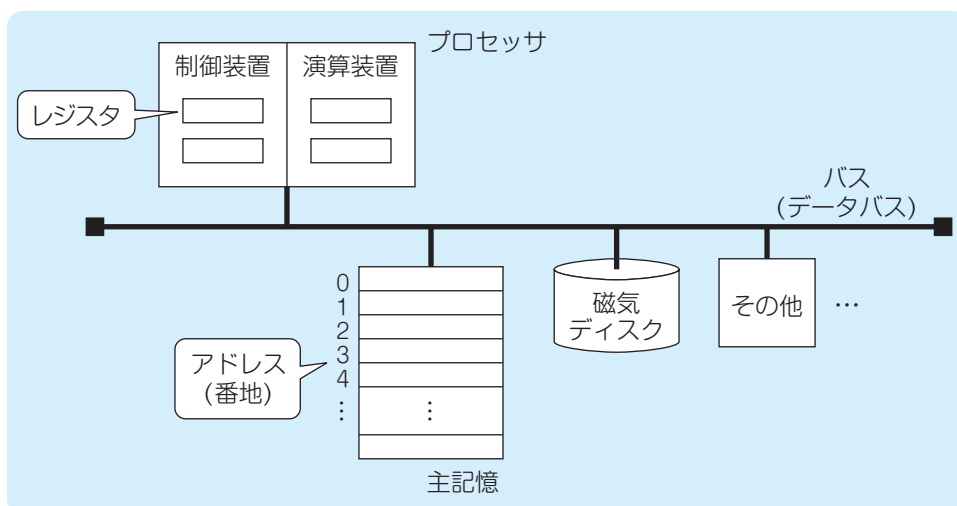 プロセッサ
制御装置
演算装置
レジスタ
バス
(データバス)
0
1
2
3
4
⋮
⋮
アドレス
(番地)
主記憶
磁気
ディスク
その他
…